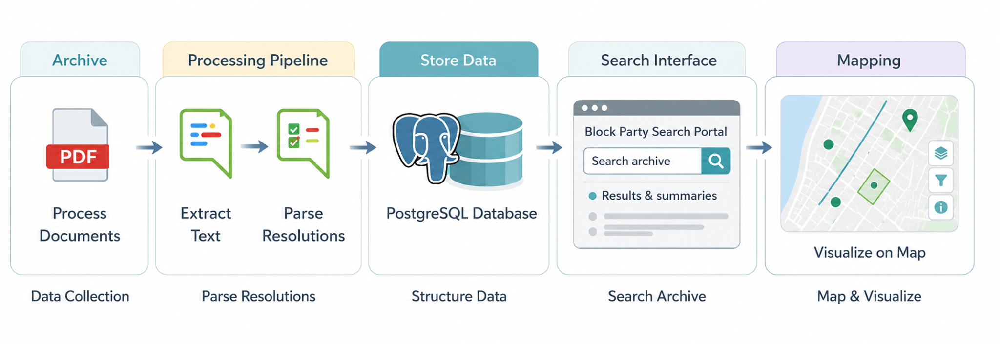 Archive
Processing Pipeline
Store Data
Search Interface
Mapping
PDF
Process
Documents
Extract
Text
Parse
Resolutions
PostgreSQL Database
Block Party Search Portal
Search archive
Results & summaries
i
Visualize on Map
Data Collection
Parse Resolutions
Structure Data
Search Archive
Map & Visualize